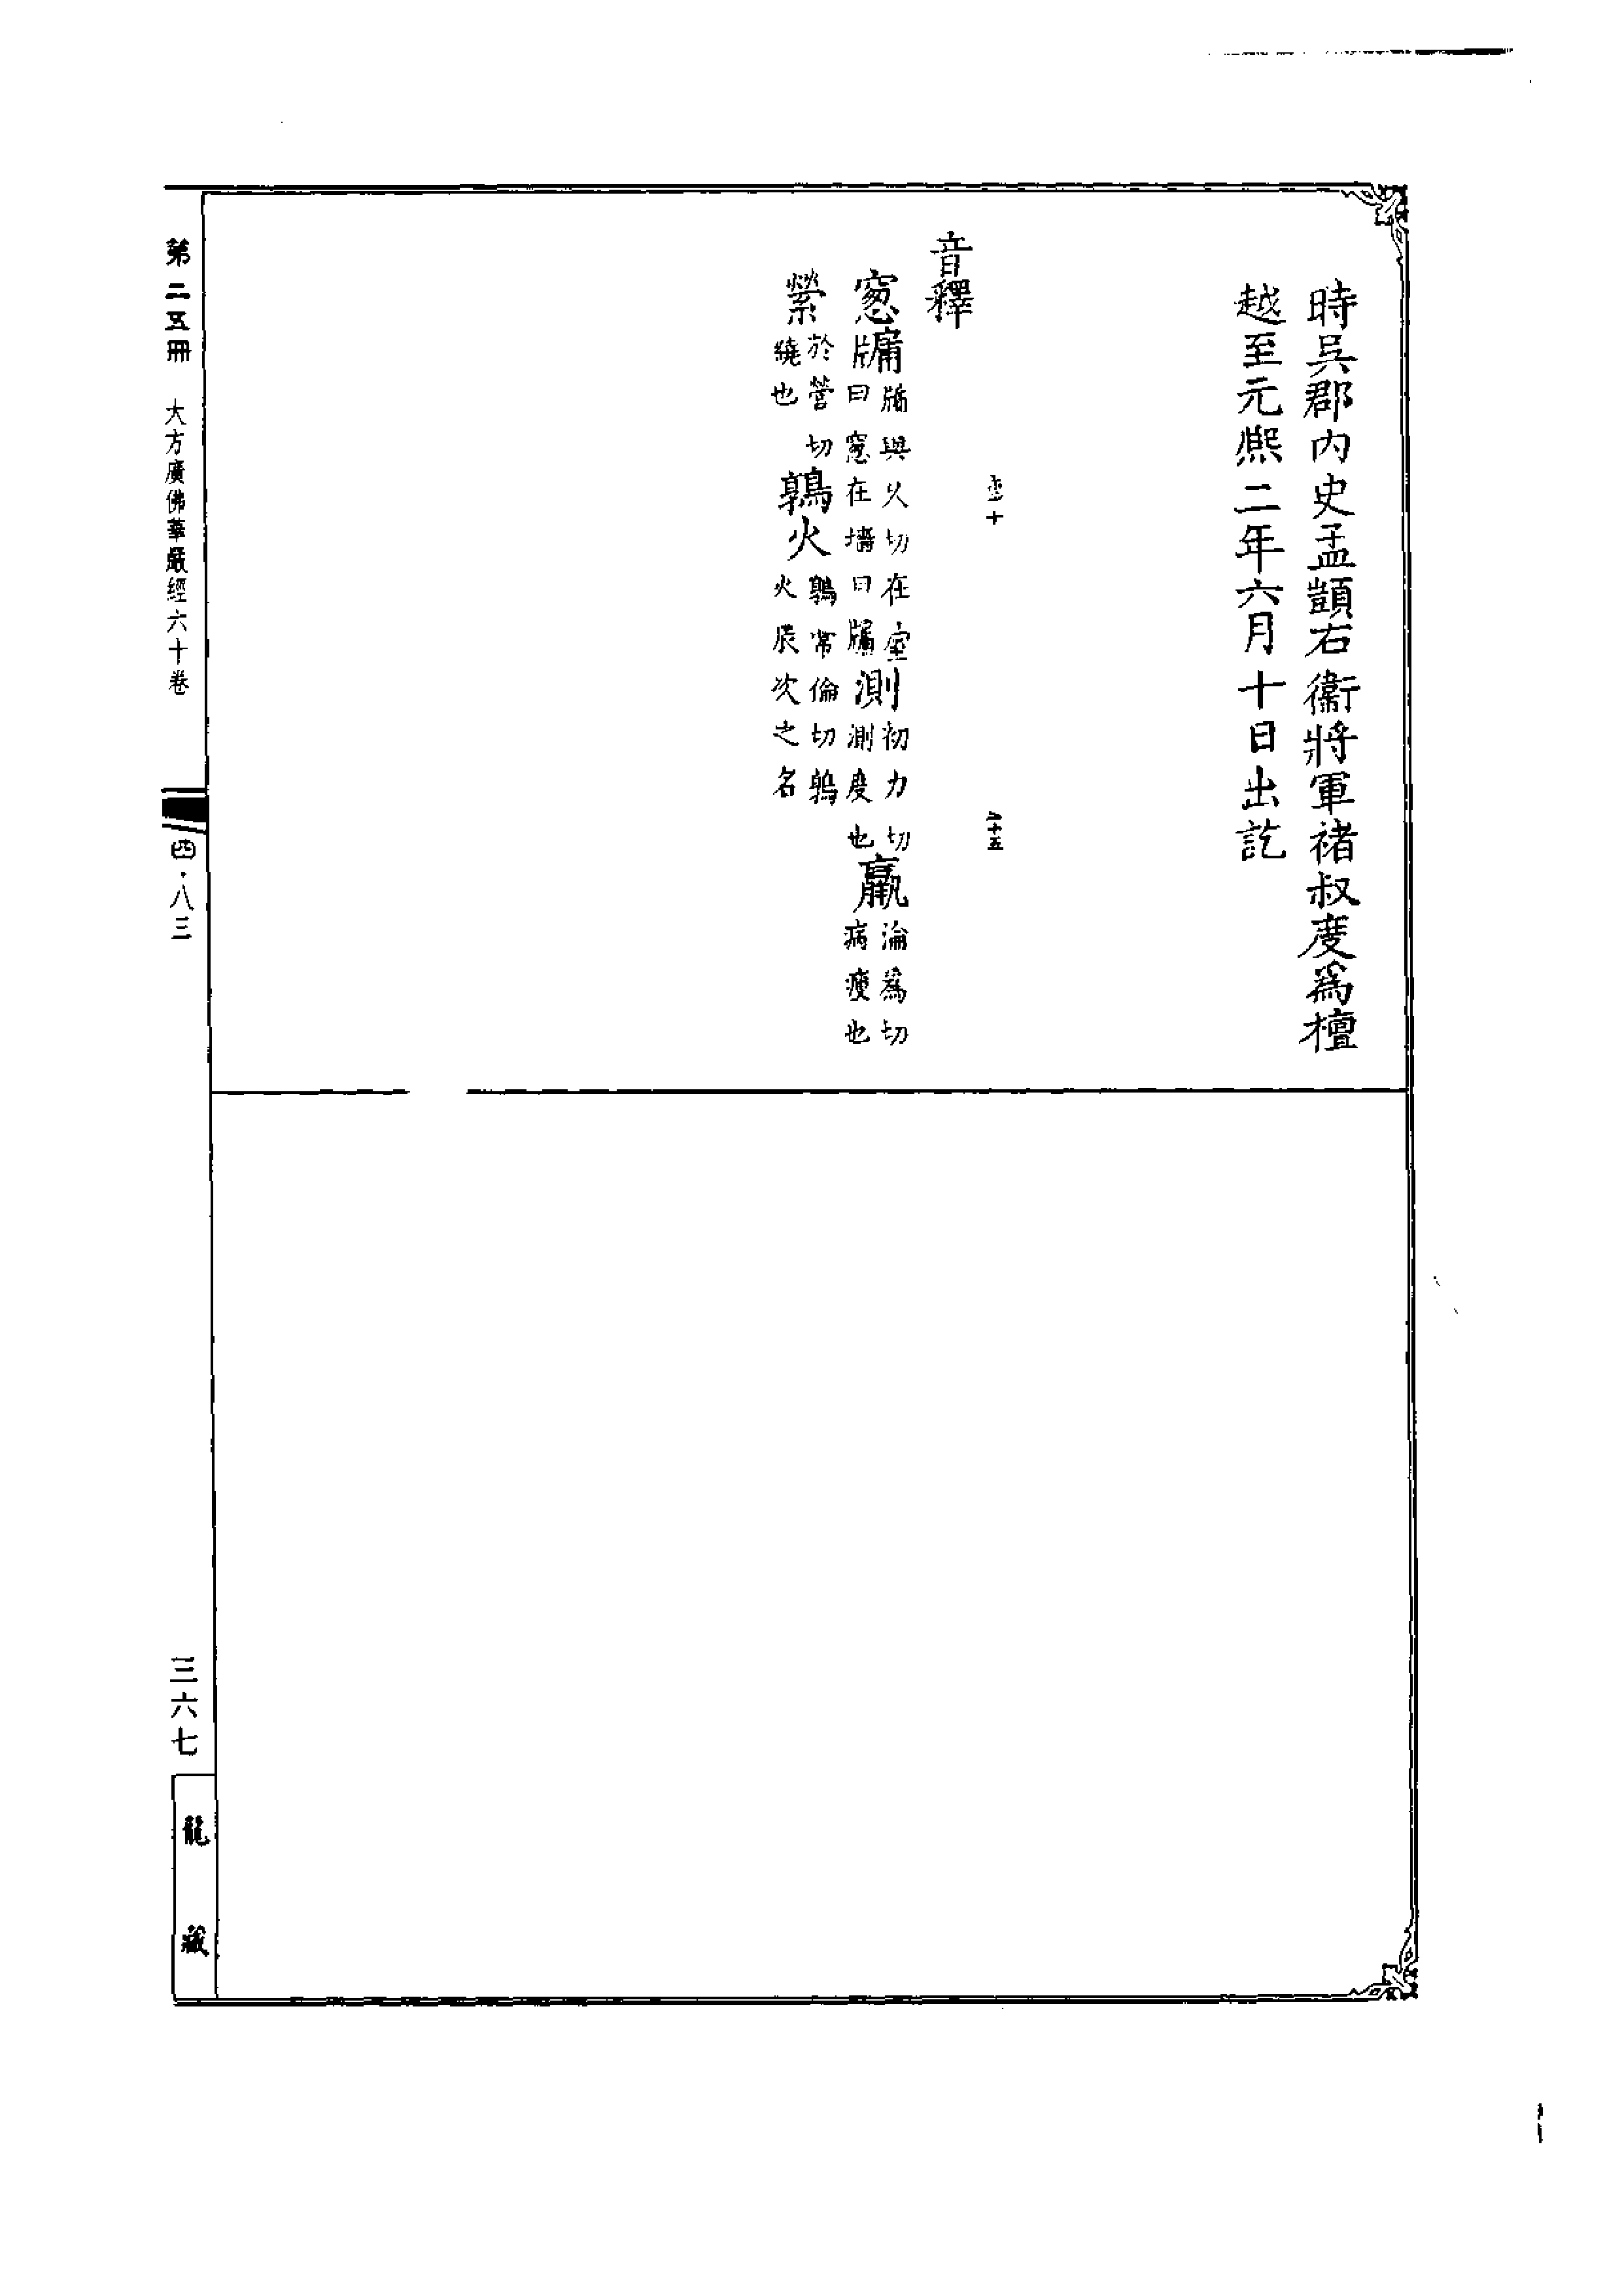 時吳郡內史孟顗右衞將軍褚叔度爲檀
越至元熙二年六月十日出訖
十
二十五
音釋
窻牖牖與久切在室曰窻在墻曰牖測初力切測度也羸淪爲切病瘦也
縈於營切繞也鶉火鶉常倫切鶉火辰次之名
第二五冊 大方廣佛華嚴經六十卷
四·八三
三六七
龍藏